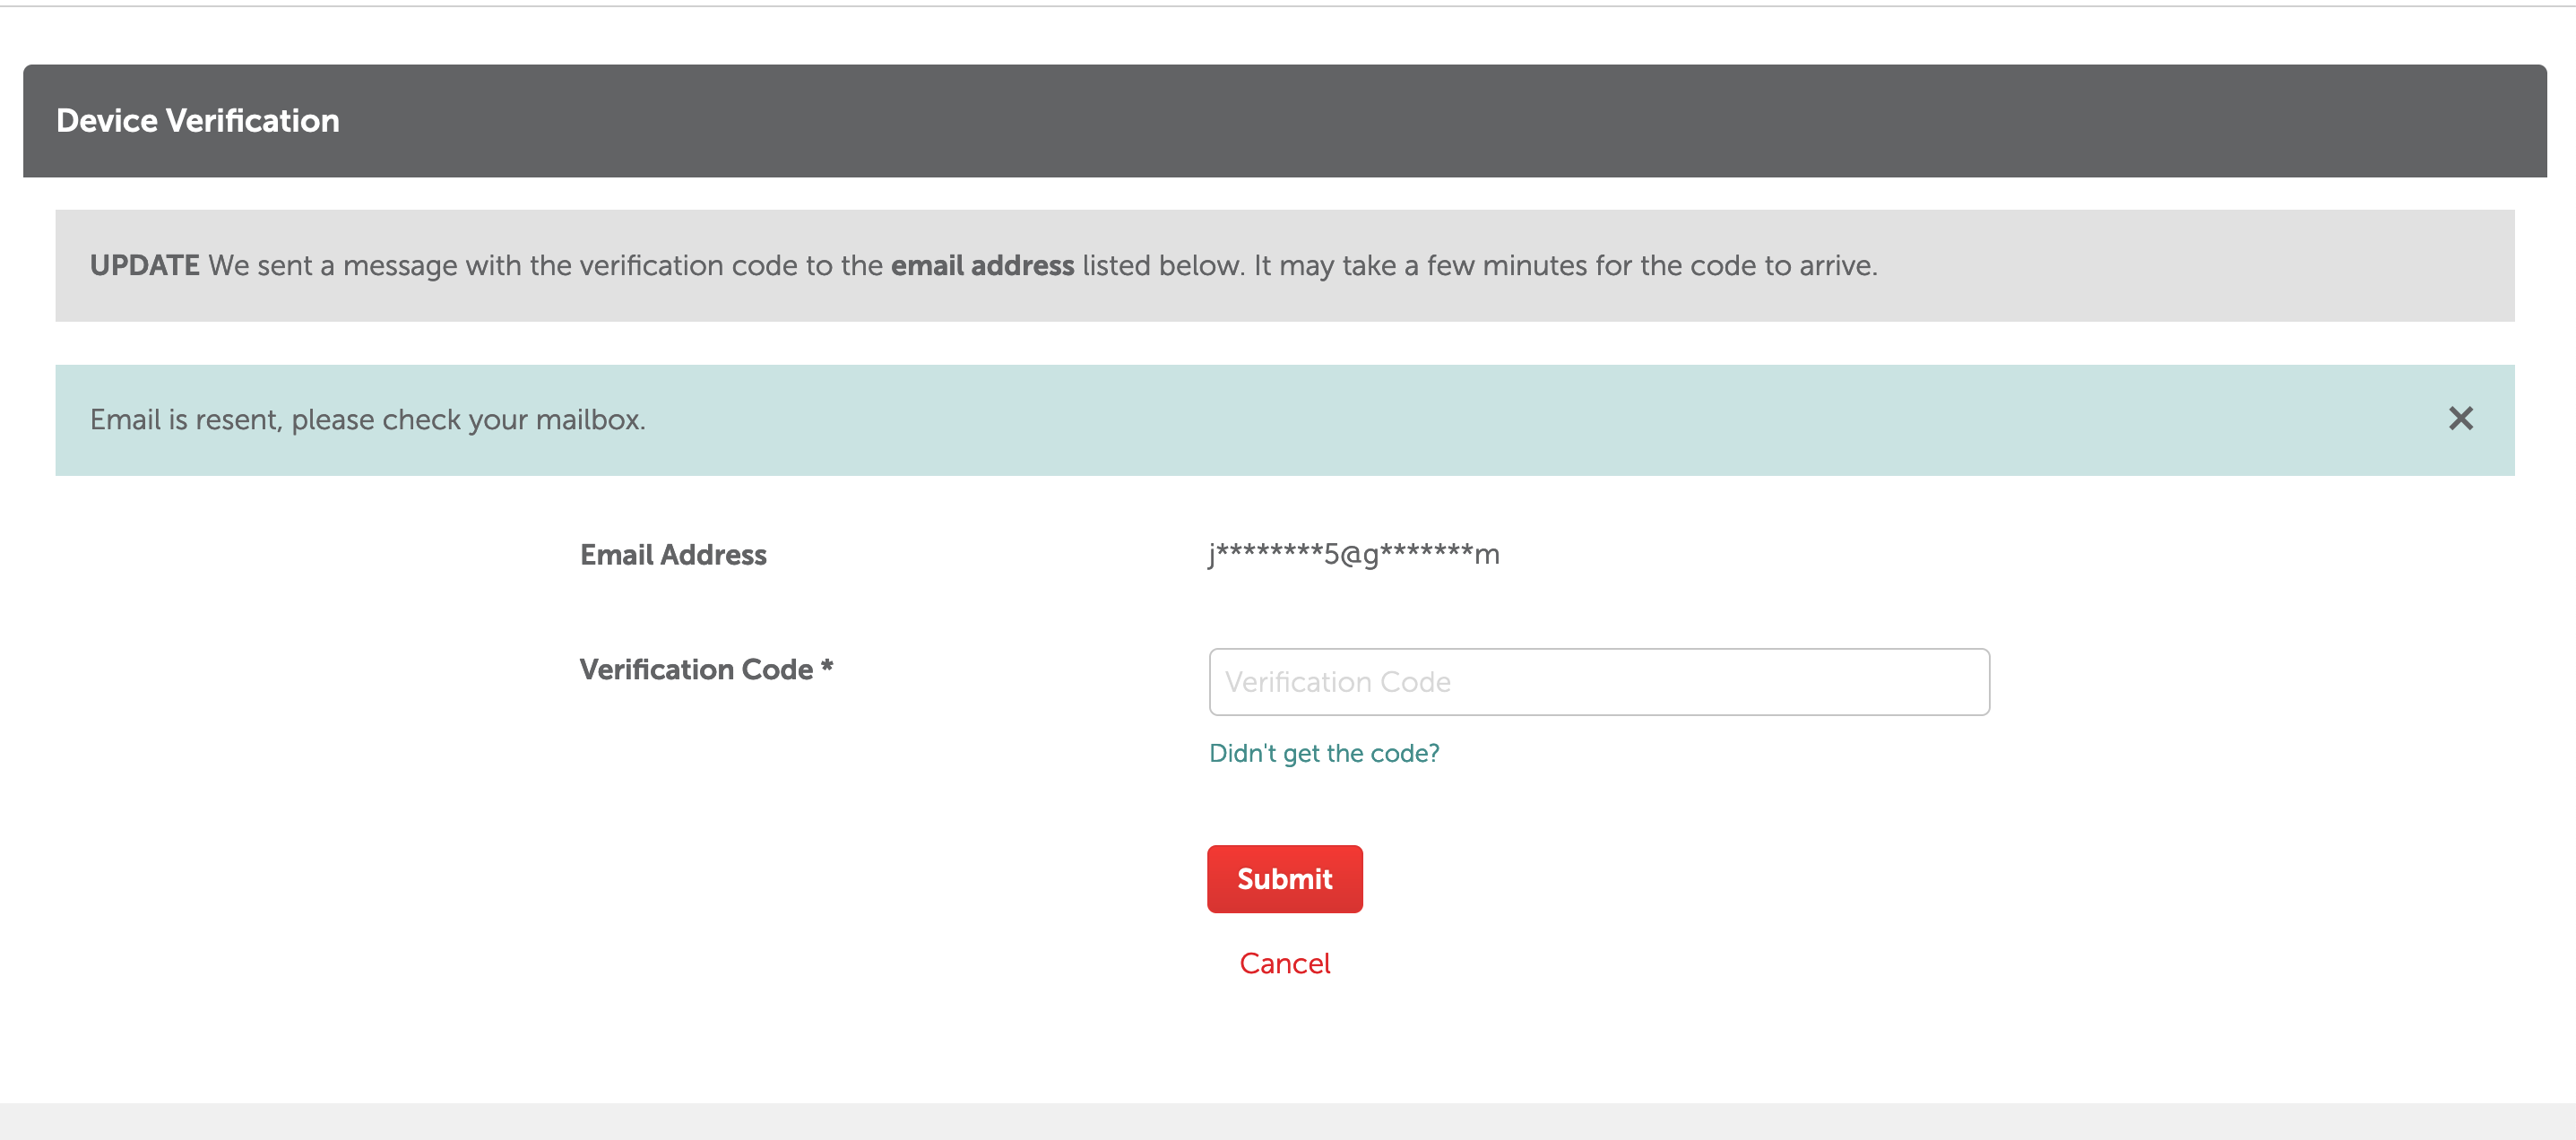 Device Verification
UPDATE We sent a message with the verification code to the email address listed below. It may take a few minutes for the code to arrive.
Email is resent, please check your mailbox.
Email Address
j********5@g*******m
Verification Code *
Verification Code
Didn't get the code?
Submit
Cancel